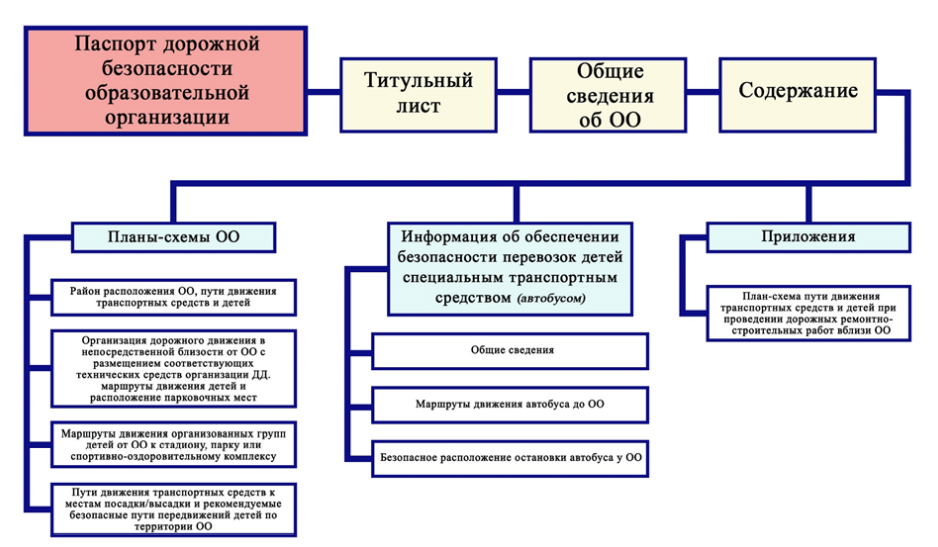 Паспорт дорожной
безопасности
образовательной
организации
Титульный
лист
Общие
сведения
об ОО
Содержание
Планы-схемы ОО
Район расположения ОО, пути движения
транспортных средств и детей
Организация дорожного движения в
непосредственной близости от ОО с
размещением соответствующих
технических средств организации ДД.
маршруты движения детей и
расположение парковочных мест
Маршруты движения организованных групп
детей от ОО к стадиону, парку или
спортивно-оздоровительному комплексу
Пути движения транспортных средств к
местам посадки/высадки и рекомендуемые
безопасные пути передвижений детей по
территории ОО
Информация об обеспечении
безопасности перевозок детей
специальным транспортным
средством (автобусом)
Общие сведения
Маршруты движения автобуса до ОО
Безопасное расположение остановки автобуса у ОО
Приложения
План-схема пути движения
транспортных средств и детей при
проведении дорожных ремонтно-
строительных работ вблизи ОО